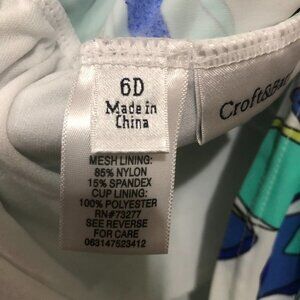 6D
Made in
China
MESH LINING:
85% NYLON
15% SPANDEX
CUP LINING:
100% POLYESTER
RN#73277
SEE REVERSE
FOR CARE
063147523412